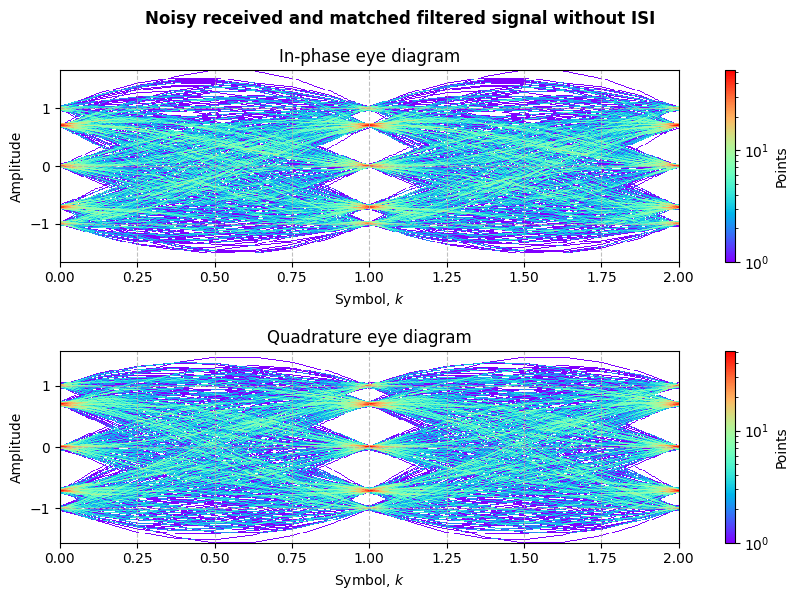 Noisy received and matched filtered signal without ISI
In-phase eye diagram
Amplitude
1
0
−1
0.00 0.25 0.50 0.75 1.00 1.25 1.50 1.75 2.00
Symbol, k
10¹
10⁰
Points
Quadrature eye diagram
Amplitude
1
0
−1
0.00 0.25 0.50 0.75 1.00 1.25 1.50 1.75 2.00
Symbol, k
10¹
10⁰
Points